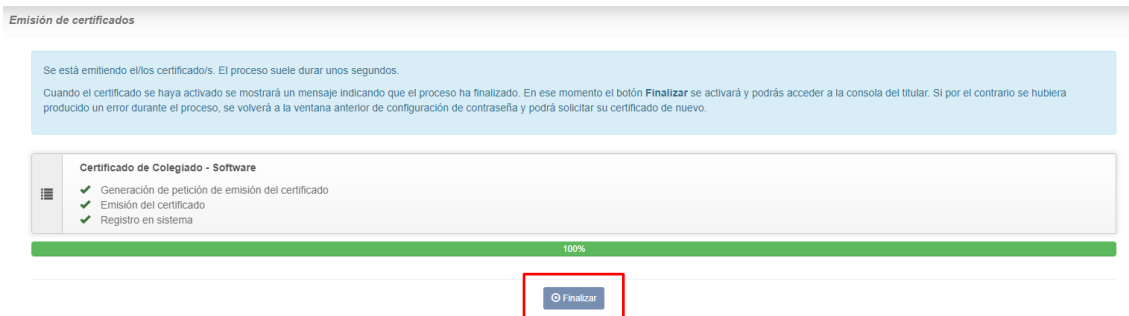 Emisión de certificados
Se está emitiendo el/los certificado/s. El proceso suele durar unos segundos.
Cuando el certificado se haya activado se mostrará un mensaje indicando que el proceso ha finalizado. En ese momento el botón Finalizar se activará y podrás acceder a la consola del titular. Si por el contrario se hubiera
producido un error durante el proceso, se volverá a la ventana anterior de configuración de contraseña y podrá solicitar su certificado de nuevo.
Certificado de Colegiado - Software
Generación de petición de emisión del certificado
Emisión del certificado
Registro en sistema
100%
Finalizar